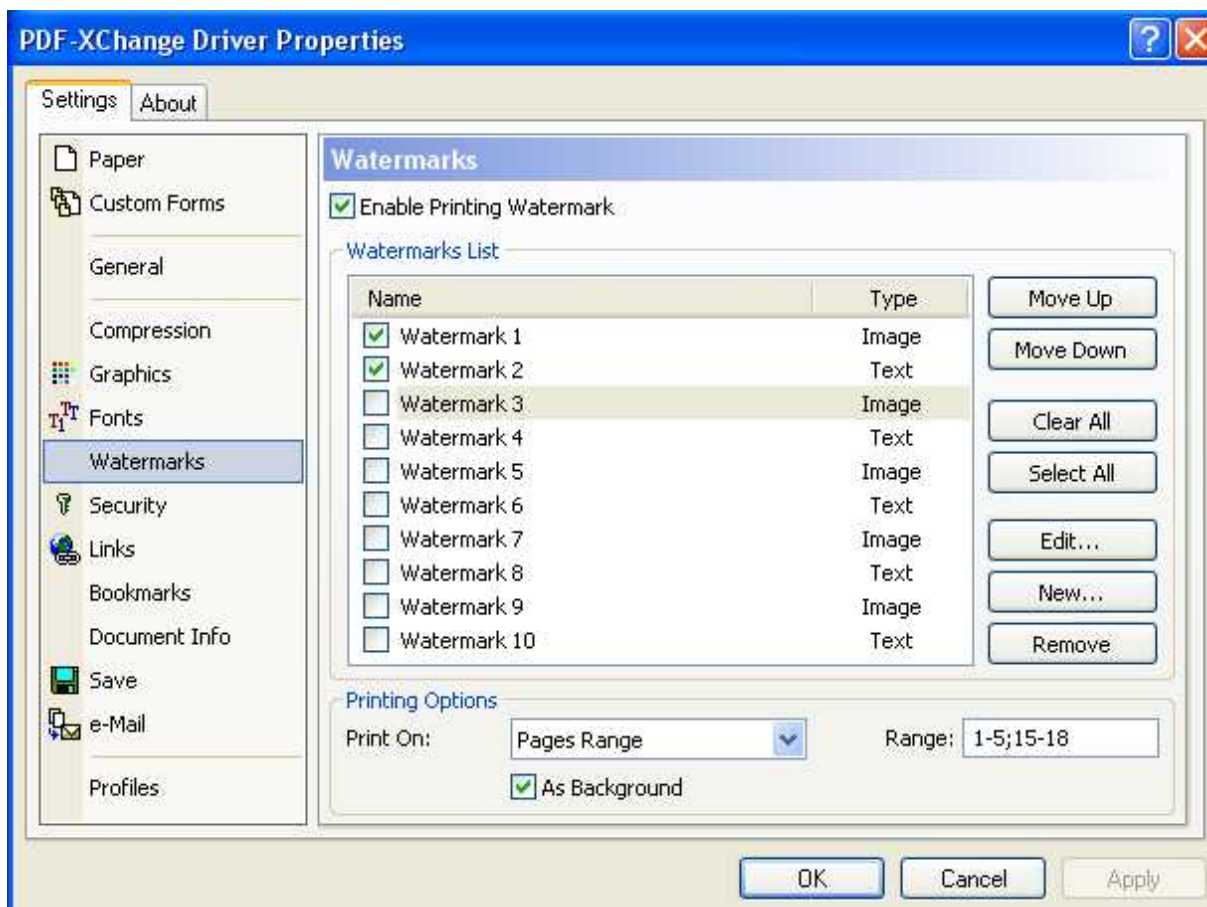 PDF-XChange Driver Properties
Settings
About
Paper
Custom Forms
General
Compression
Graphics
Fonts
Watermarks
Security
Links
Bookmarks
Document Info
Save
e-Mail
Profiles
Watermarks
Enable Printing Watermark
Watermarks List
Name Type
Watermark 1 Image
Watermark 2 Text
Watermark 3 Image
Watermark 4 Text
Watermark 5 Image
Watermark 6 Text
Watermark 7 Image
Watermark 8 Text
Watermark 9 Image
Watermark 10 Text
Move Up
Move Down
Clear All
Select All
Edit...
New...
Remove
Printing Options
Print On: Pages Range Range: 1-5;15-18
As Background
OK Cancel Apply